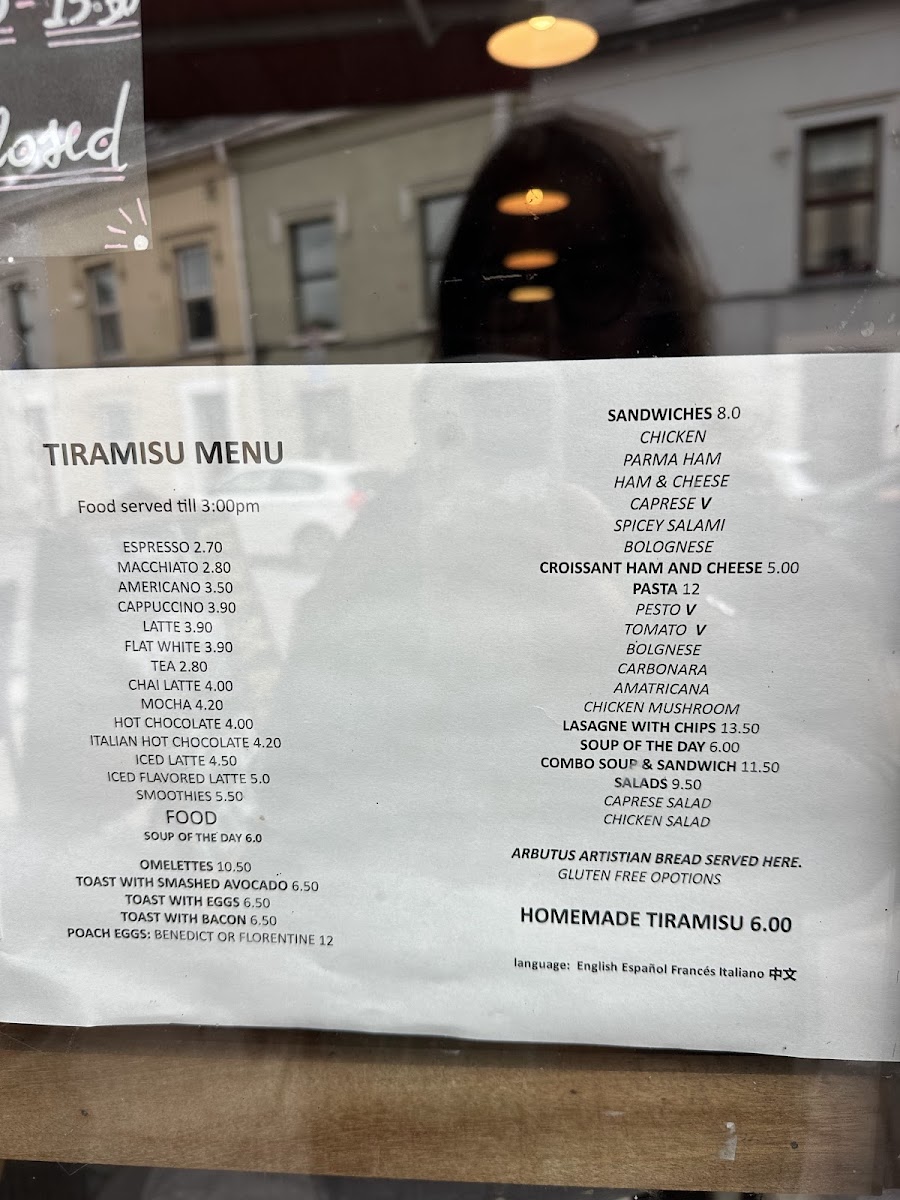 15:30
losed
TIRAMISU MENU
Food served till 3:00pm
ESPRESSO 2.70
MACCHIATO 2.80
AMERICANO 3.50
CAPPUCCINO 3.90
LATTE 3.90
FLAT WHITE 3.90
TEA 2.80
CHAI LATTE 4.00
MOCHA 4.20
HOT CHOCOLATE 4.00
ITALIAN HOT CHOCOLATE 4.20
ICED LATTE 4.50
ICED FLAVORED LATTE 5.0
SMOOTHIES 5.50
FOOD
SOUP OF THE DAY 6.0
OMELETTES 10.50
TOAST WITH SMASHED AVOCADO 6.50
TOAST WITH EGGS 6.50
TOAST WITH BACON 6.50
POACH EGGS: BENEDICT OR FLORENTINE 12
SANDWICHES 8.0
CHICKEN
PARMA HAM
HAM & CHEESE
CAPRESE V
SPICEY SALAMI
BOLOGNESE
CROISSANT HAM AND CHEESE 5.00
PASTA 12
PESTO V
TOMATO V
BOLGNESE
CARBONARA
AMATRICANA
CHICKEN MUSHROOM
LASAGNE WITH CHIPS 13.50
SOUP OF THE DAY 6.00
COMBO SOUP & SANDWICH 11.50
SALADS 9.50
CAPRESE SALAD
CHICKEN SALAD
ARBUTUS ARTISTIAN BREAD SERVED HERE.
GLUTEN FREE OPOTIONS
HOMEMADE TIRAMISU 6.00
language: English Español Francés Italiano 中文